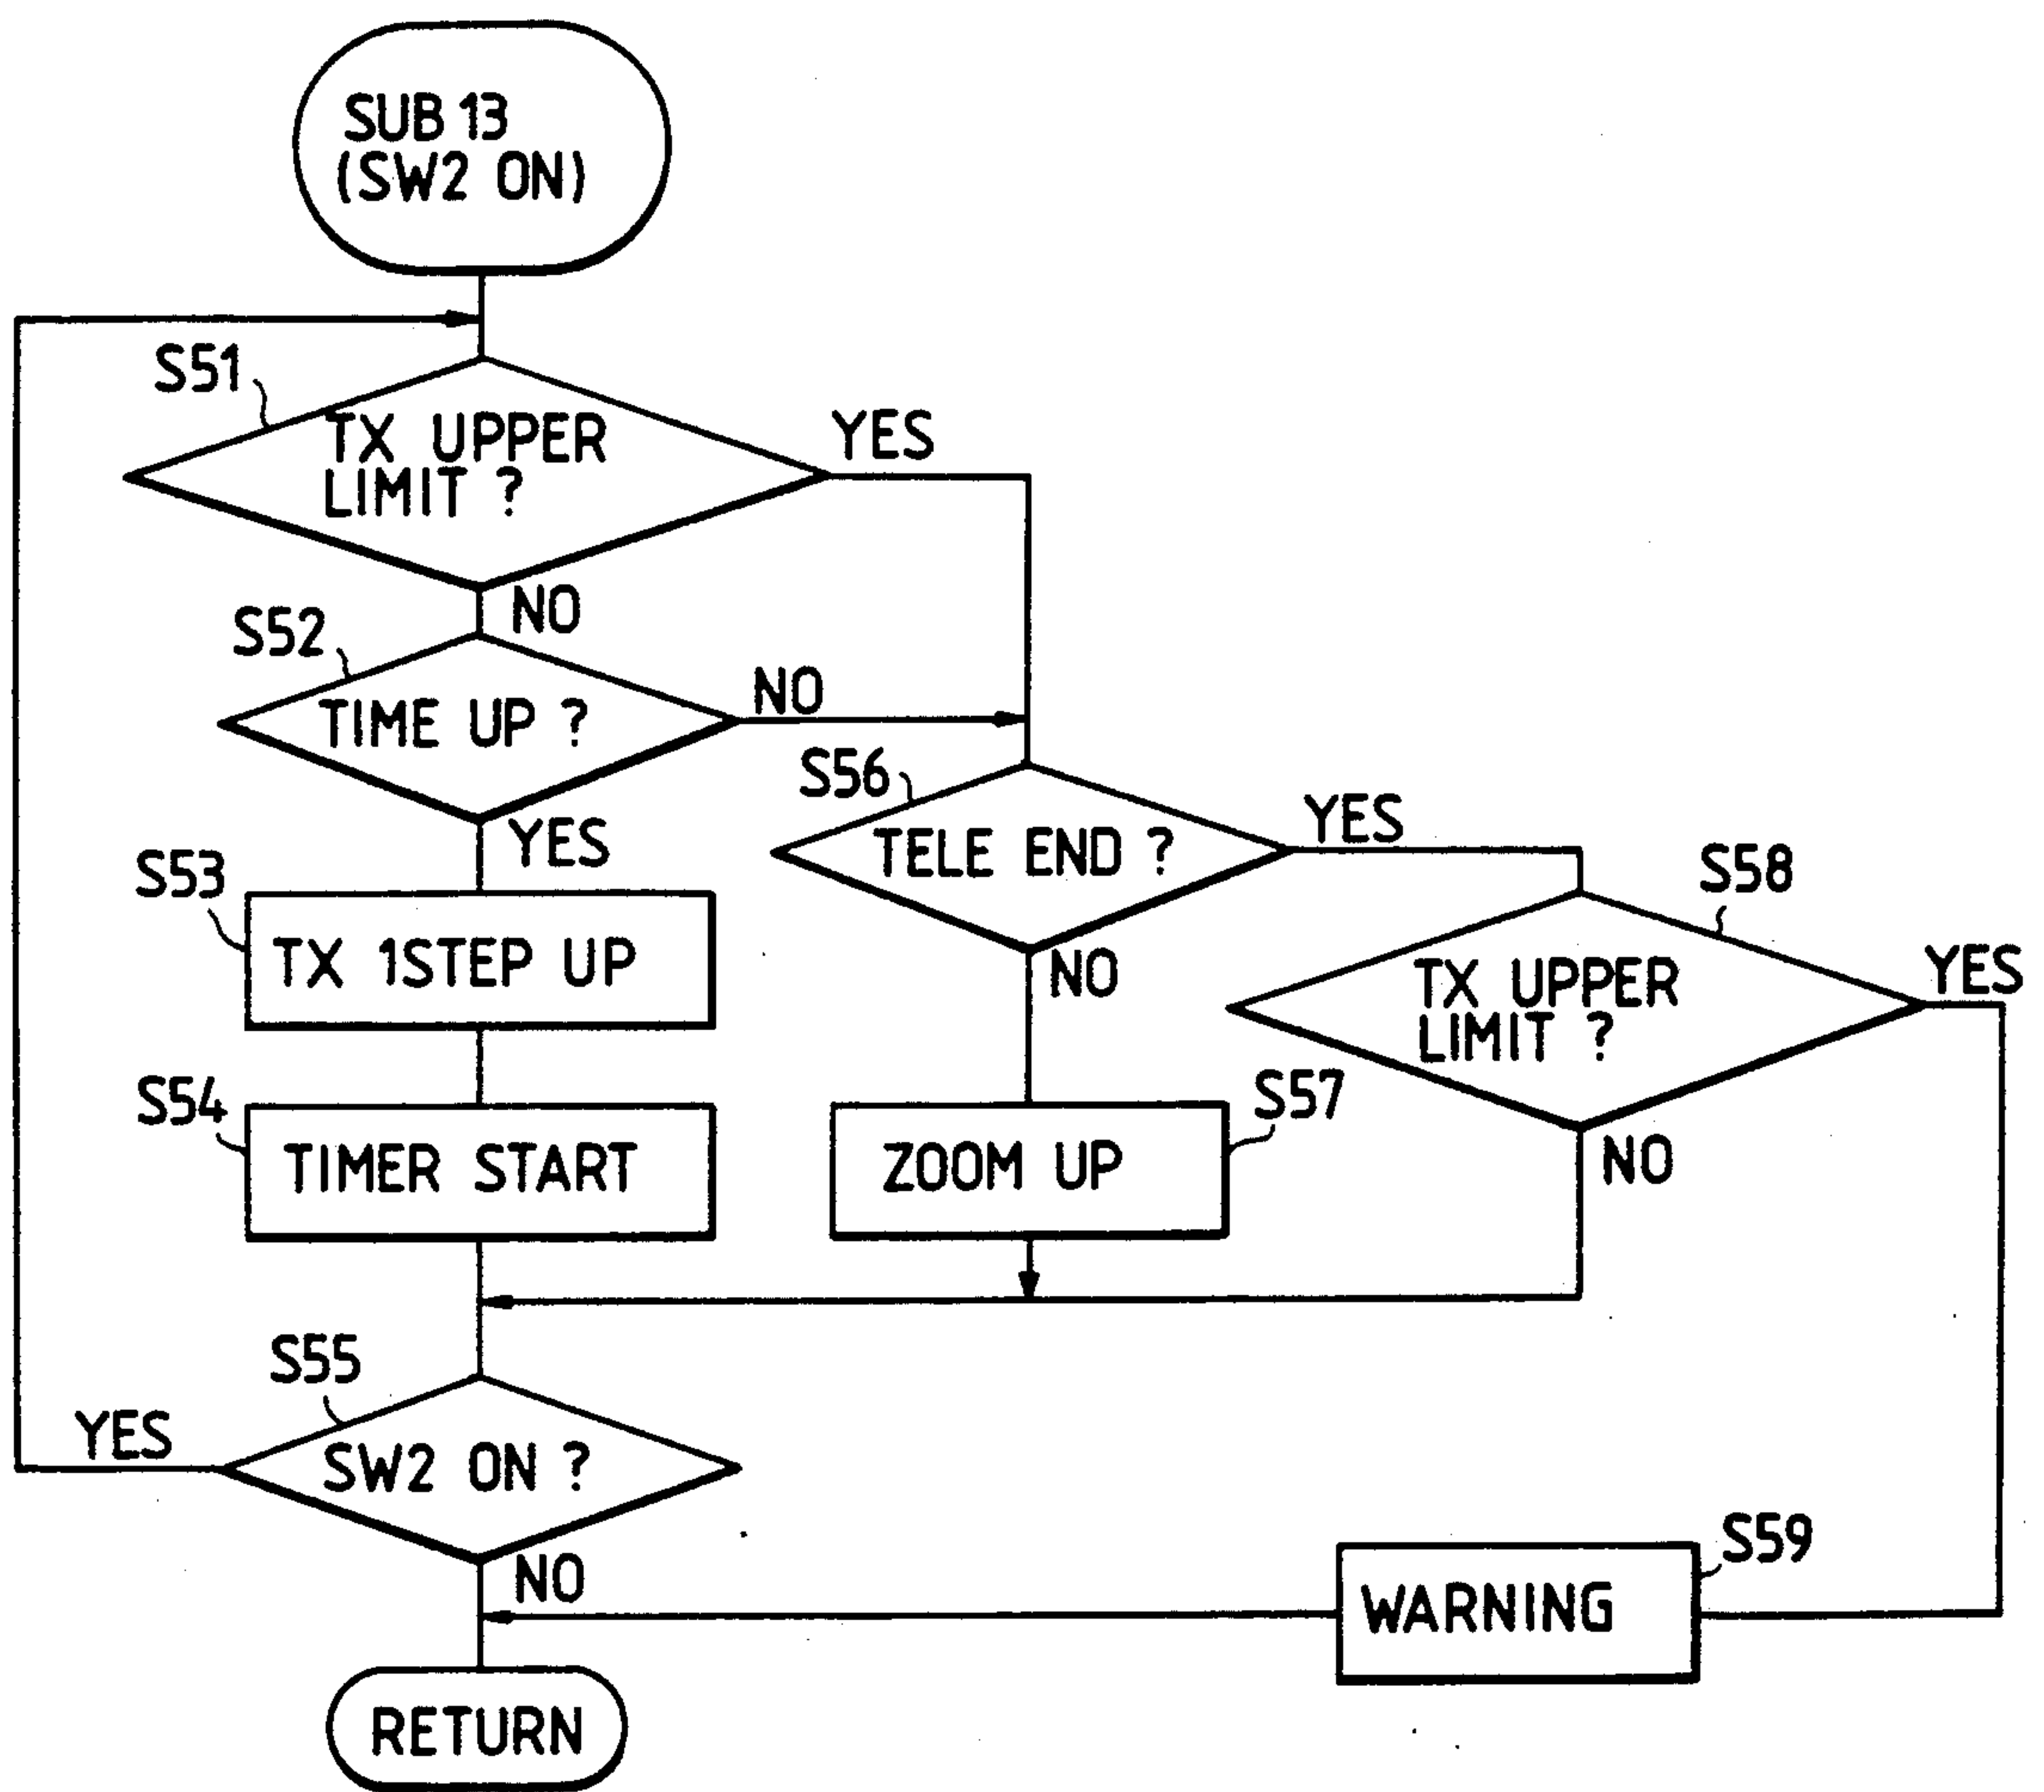 SUB 13
(SW2 ON)
S51
TX UPPER
LIMIT ?
YES
NO
S52
TIME UP ?
NO
YES
S53
TX 1STEP UP
S54
TIMER START
S56
TELE END ?
YES
NO
S57
ZOOM UP
S58
TX UPPER
LIMIT ?
YES
NO
S55
YES
SW2 ON ?
NO
S59
WARNING
RETURN